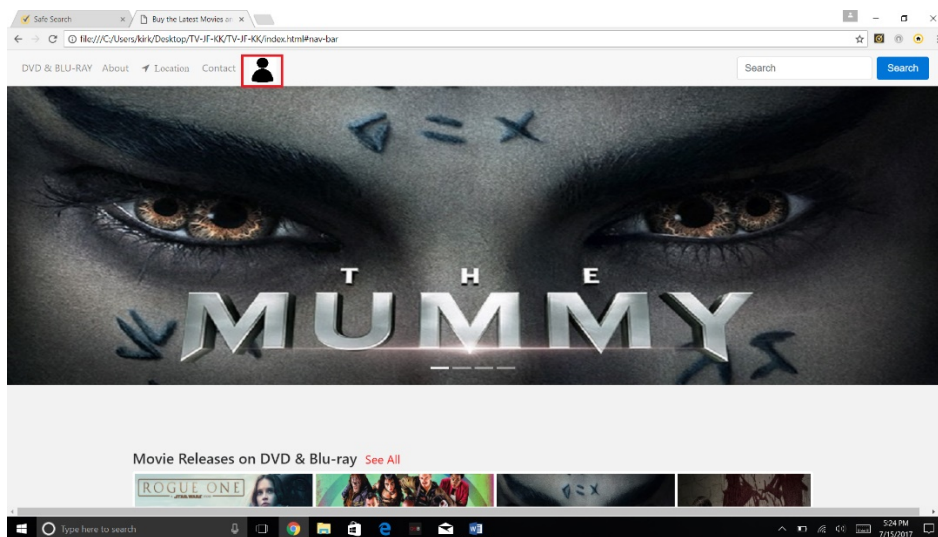 Safe Search
Buy the Latest Movies on
file:///C:/Users/kirk/Desktop/TV-JF-KK/TV-JF-KK/index.html#nav-bar
DVD & BLU-RAY About Location Contact Search Search
T H E
MUMMY
Movie Releases on DVD & Blu-ray See All
ROGUE ONE
Type here to search
5:24 PM
7/15/2017